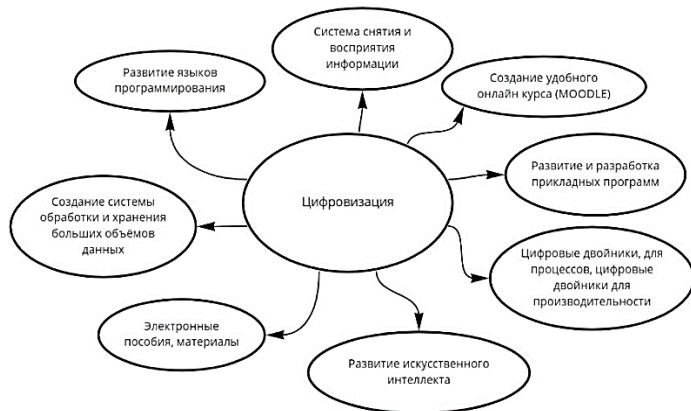 Система снятия и
восприятия
информации
Развитие языков
программирования
Создание удобного
онлайн курса (MOODLE)
Цифровизация
Развитие и разработка
прикладных программ
Создание системы
обработки и хранения
больших объёмов
данных
Цифровые двойники, для
процессов, цифровые
двойники для
производительности
Электронные
пособия, материалы
Развитие искусственного
интеллекта